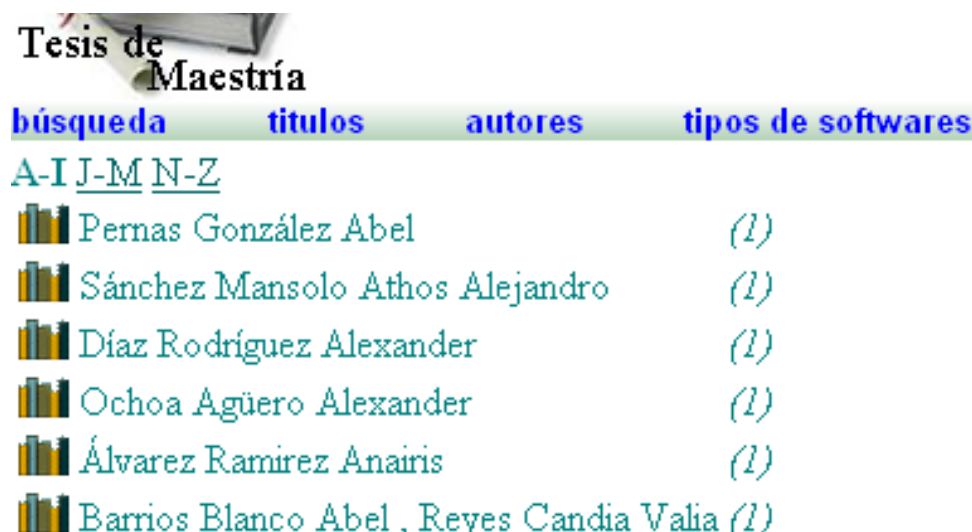 Tesis de
Maestría
búsqueda titulos autores tipos de softwares
A-I J-M N-Z
Pernas González Abel (1)
Sánchez Mansolo Athos Alejandro (1)
Díaz Rodríguez Alexander (1)
Ochoa Agüero Alexander (1)
Álvarez Ramirez Anairis (1)
Barrios Blanco Abel , Reyes Candia Valia (1)